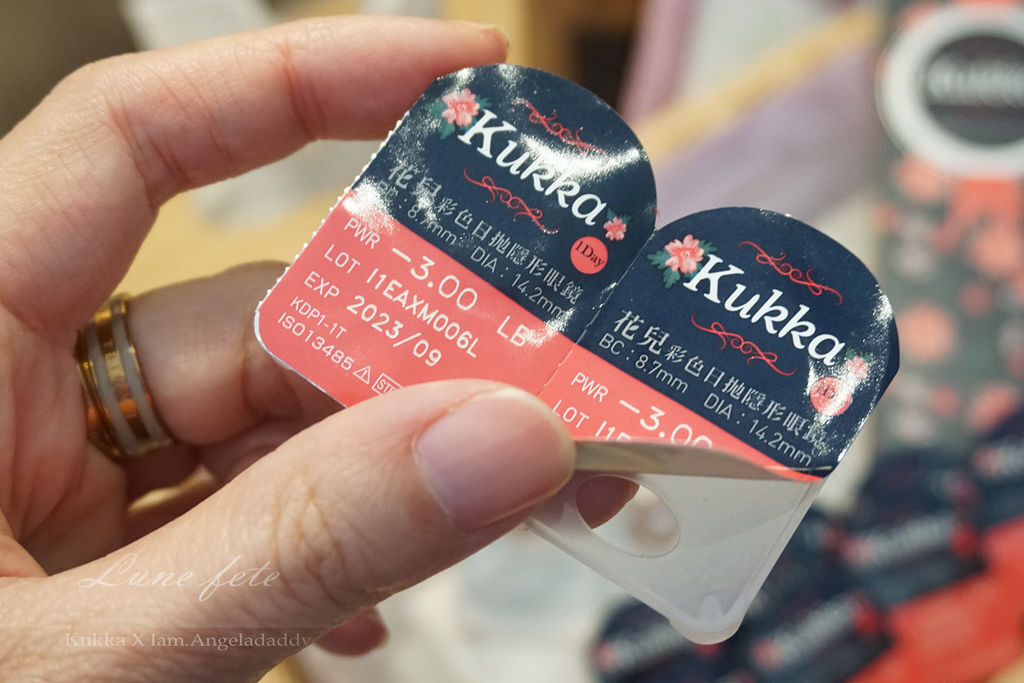 Kukka
花兒彩色日拋隱形眼鏡
1Day
: 8.7mm DIA : 14.2mm
PWR -3.00
LOT I1EAXM006L LB
EXP 2023/09
KDP1-1T
ISO13485
Kukka
花兒彩色日拋隱形眼鏡
BC : 8.7mm DIA : 14.2mm
PWR -3.00
LOT
Lune fete
Kukka X Iam.Angeladaddy